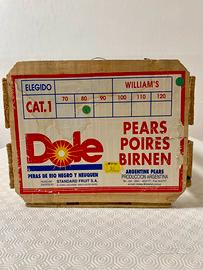 ELEGIDO WILLIAM'S
CAT.1 70 80 90 100 110 120
Dole
PEARS
POIRES
BIRNEN
PERAS DE RIO NEGRO Y NEUQUEN
STANDARD FRUIT S.A.
ARGENTINE PEARS
PRODUCCION ARGENTINA